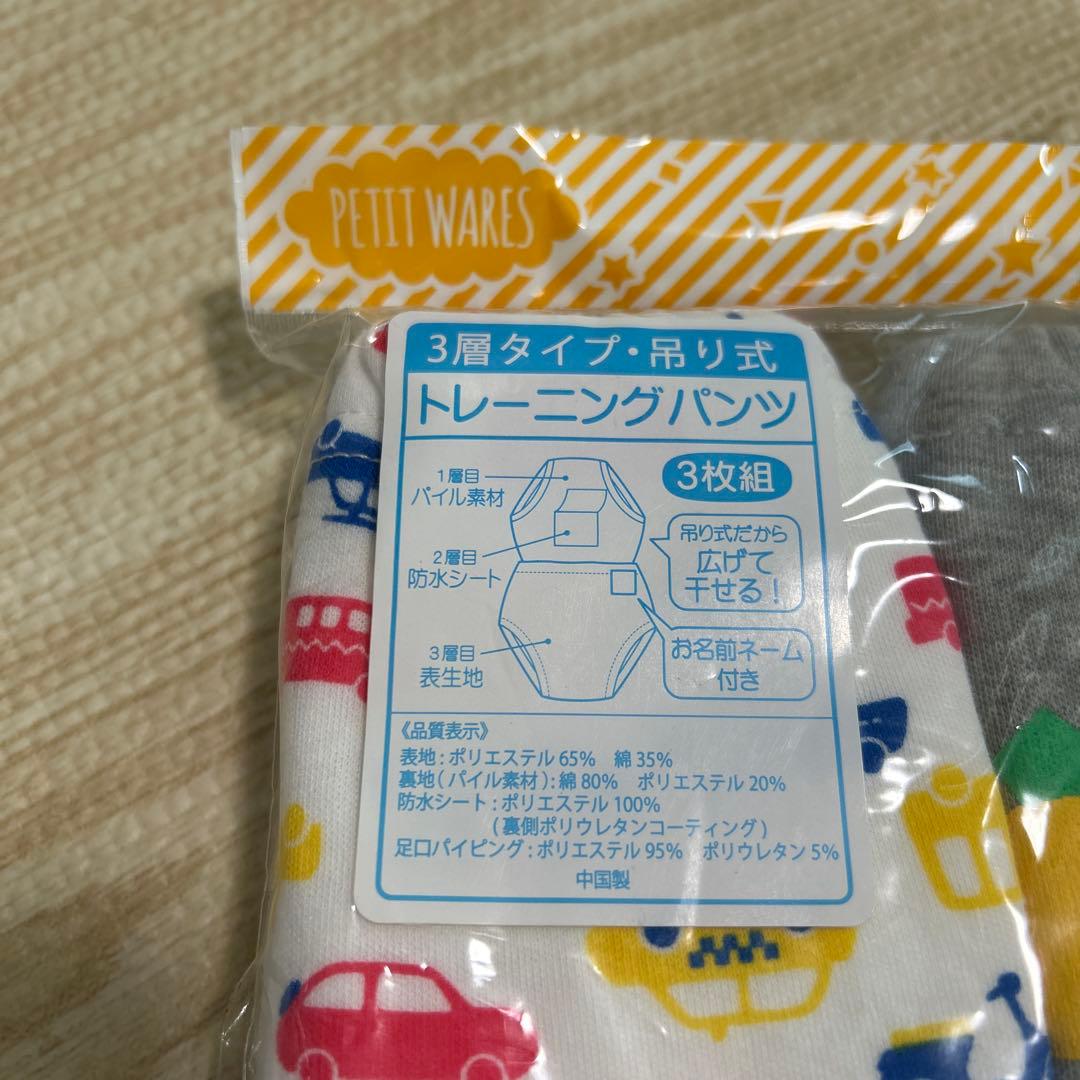 PETIT WARES
3層タイプ・吊り式
トレーニングパンツ
3枚組
1層目
パイル素材
2層目
防水シート
3層目
表生地
吊り式だから
広げて
干せる!
お名前ネーム
付き
《品質表示》
表地:ポリエステル65% 綿35%
裏地(パイル素材):綿80% ポリエステル20%
防水シート:ポリエステル100%
(裏側ポリウレタンコーティング)
足口パイピング:ポリエステル95% ポリウレタン5%
中国製